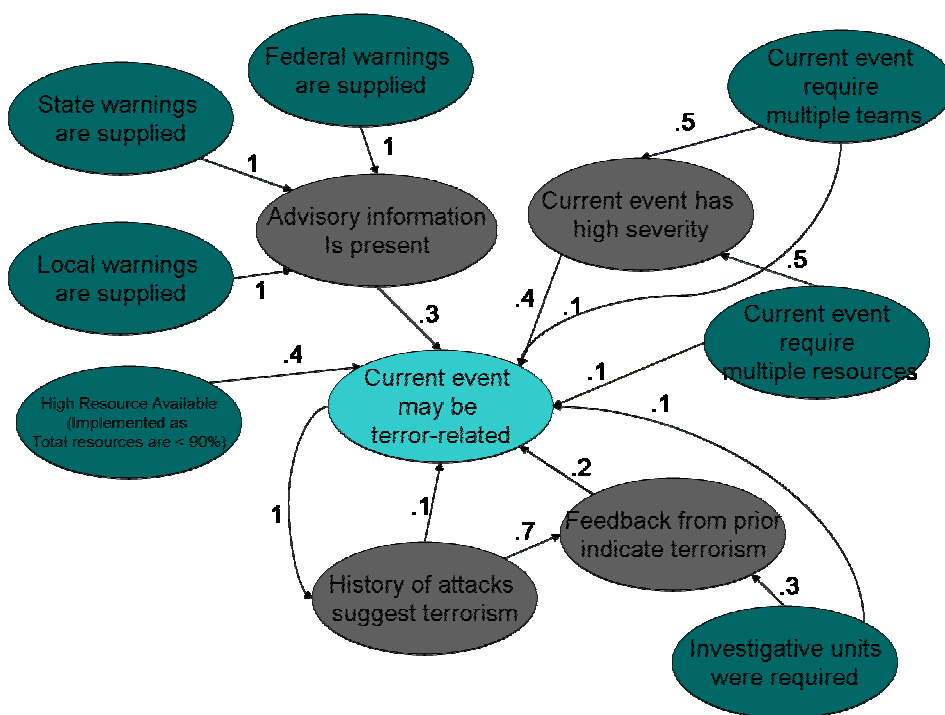 Federal warnings
are supplied
Current event
require
multiple teams
State warnings
are supplied
.5
1
1
Advisory information
Is present
Current event has
high severity
Local warnings
are supplied
1
.5
.4
.1
.3
Current event
require
multiple resources
.4
High Resource Available
(Implemented as
Total resources are < 90%)
Current event
may be
terror-related
.1
.1
.2
.1
1
.7
Feedback from prior
indicate terrorism
History of attacks
suggest terrorism
.3
Investigative units
were required